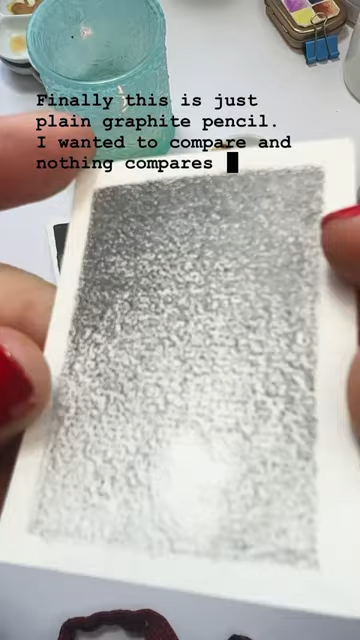 Finally this is just
plain graphite pencil.
I wanted to compare and
nothing compares